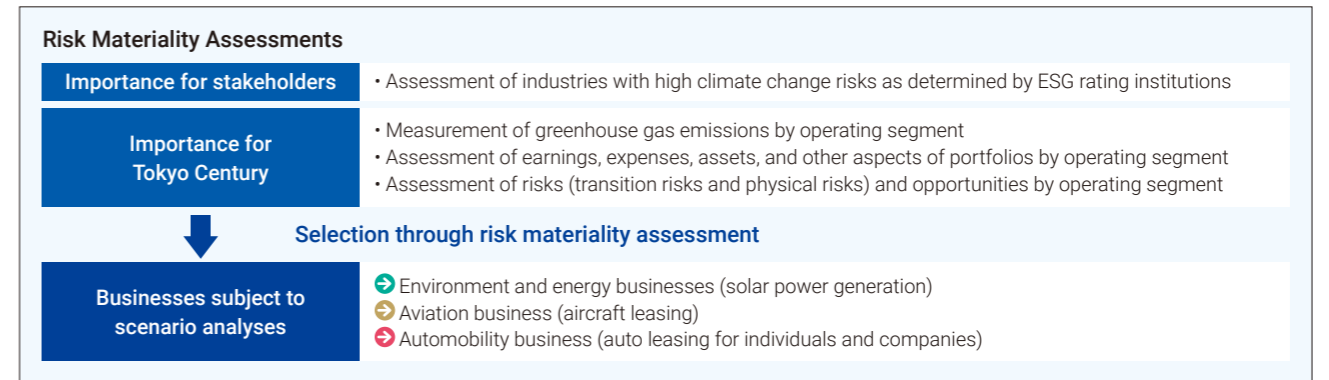 Risk Materiality Assessments
Importance for stakeholders
• Assessment of industries with high climate change risks as determined by ESG rating institutions
Importance for
Tokyo Century
• Measurement of greenhouse gas emissions by operating segment
• Assessment of earnings, expenses, assets, and other aspects of portfolios by operating segment
• Assessment of risks (transition risks and physical risks) and opportunities by operating segment
Selection through risk materiality assessment
Businesses subject to
scenario analyses
Environment and energy businesses (solar power generation)
Aviation business (aircraft leasing)
Automobility business (auto leasing for individuals and companies)